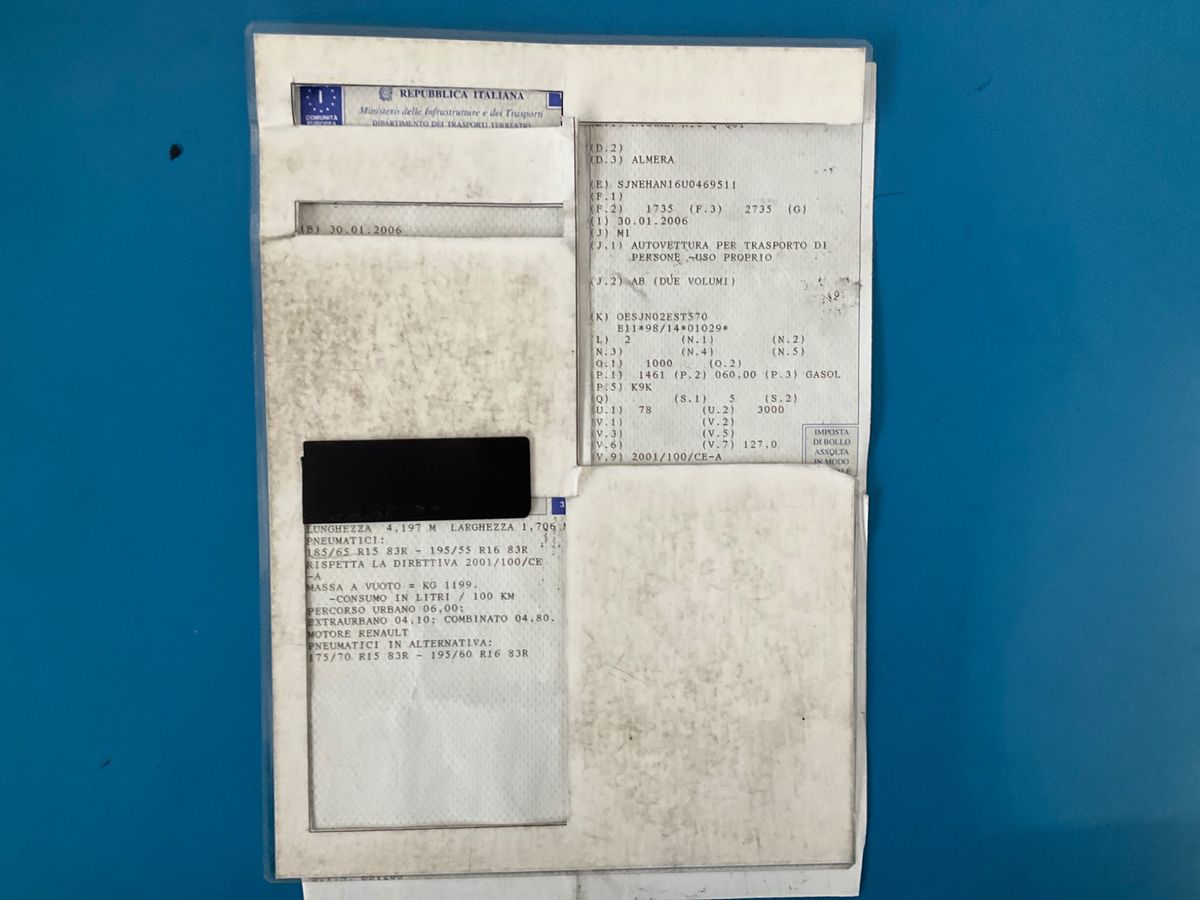 I
COMUNITÀ
EUROPEA
REPUBBLICA ITALIANA
Ministero delle Infrastrutture e dei Trasporti
DIPARTIMENTO DEI TRASPORTI TERRESTRI
(B) 30.01.2006
3
LUNGHEZZA 4,197 M LARGHEZZA 1,706 M
PNEUMATICI:
185/65 R15 83R - 195/55 R16 83R
RISPETTA LA DIRETTIVA 2001/100/CE
-A
MASSA A VUOTO = KG 1199.
-CONSUMO IN LITRI / 100 KM
PERCORSO URBANO 06,00;
EXTRAURBANO 04,10; COMBINATO 04,80.
MOTORE RENAULT
PNEUMATICI IN ALTERNATIVA:
175/70 R15 83R - 195/60 R16 83R
(D.2)
(D.3) ALMERA
(E) SJNEHAN16U0469511
(F.1)
(F.2) 1735 (F.3) 2735 (G)
(I) 30.01.2006
(J) M1
(J.1) AUTOVETTURA PER TRASPORTO DI
PERSONE -USO PROPRIO
(J.2) AB (DUE VOLUMI)
(K) OESJN02EST570
E11*98/14*01029*
(L) 2 (N.1) (N.2)
(N.3) (N.4) (N.5)
(O.1) 1000 (O.2)
(P.1) 1461 (P.2) 060,00 (P.3) GASOL
(P.5) K9K
(Q) (S.1) 5 (S.2)
(U.1) 78 (U.2) 3000
(V.1) (V.2)
(V.3) (V.5)
(V.6) (V.7) 127,0
(V.9) 2001/100/CE-A
IMPOSTA
DI BOLLO
ASSOLTA
IN MODO